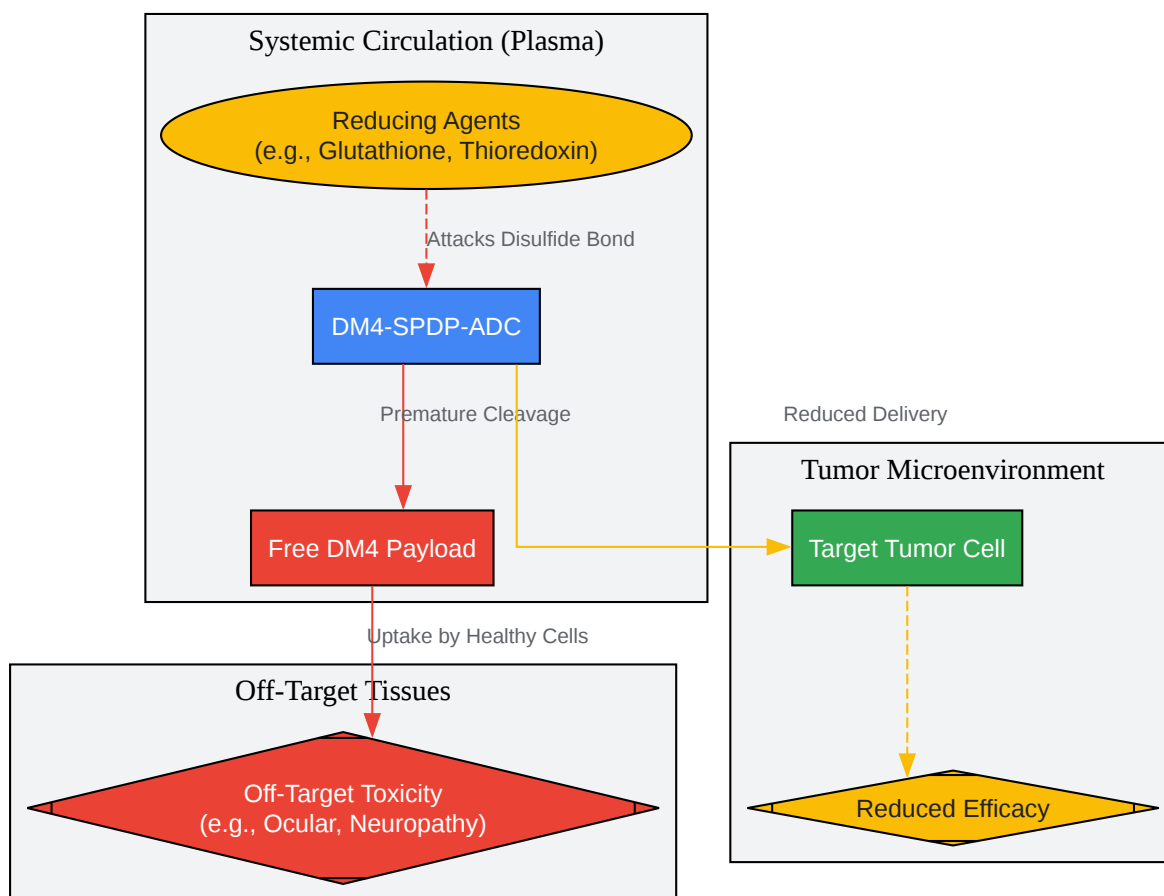 Systemic Circulation (Plasma)
Reducing Agents
(e.g., Glutathione, Thioredoxin)
Attacks Disulfide Bond
DM4-SPDP-ADC
Premature Cleavage
Reduced Delivery
Tumor Microenvironment
Free DM4 Payload
Target Tumor Cell
Uptake by Healthy Cells
Off-Target Tissues
Off-Target Toxicity
(e.g., Ocular, Neuropathy)
Reduced Efficacy